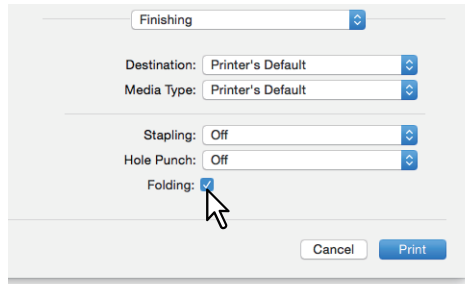 Finishing
Destination: Printer's Default
Media Type: Printer's Default
Stapling: Off
Hole Punch: Off
Folding:
Cancel Print